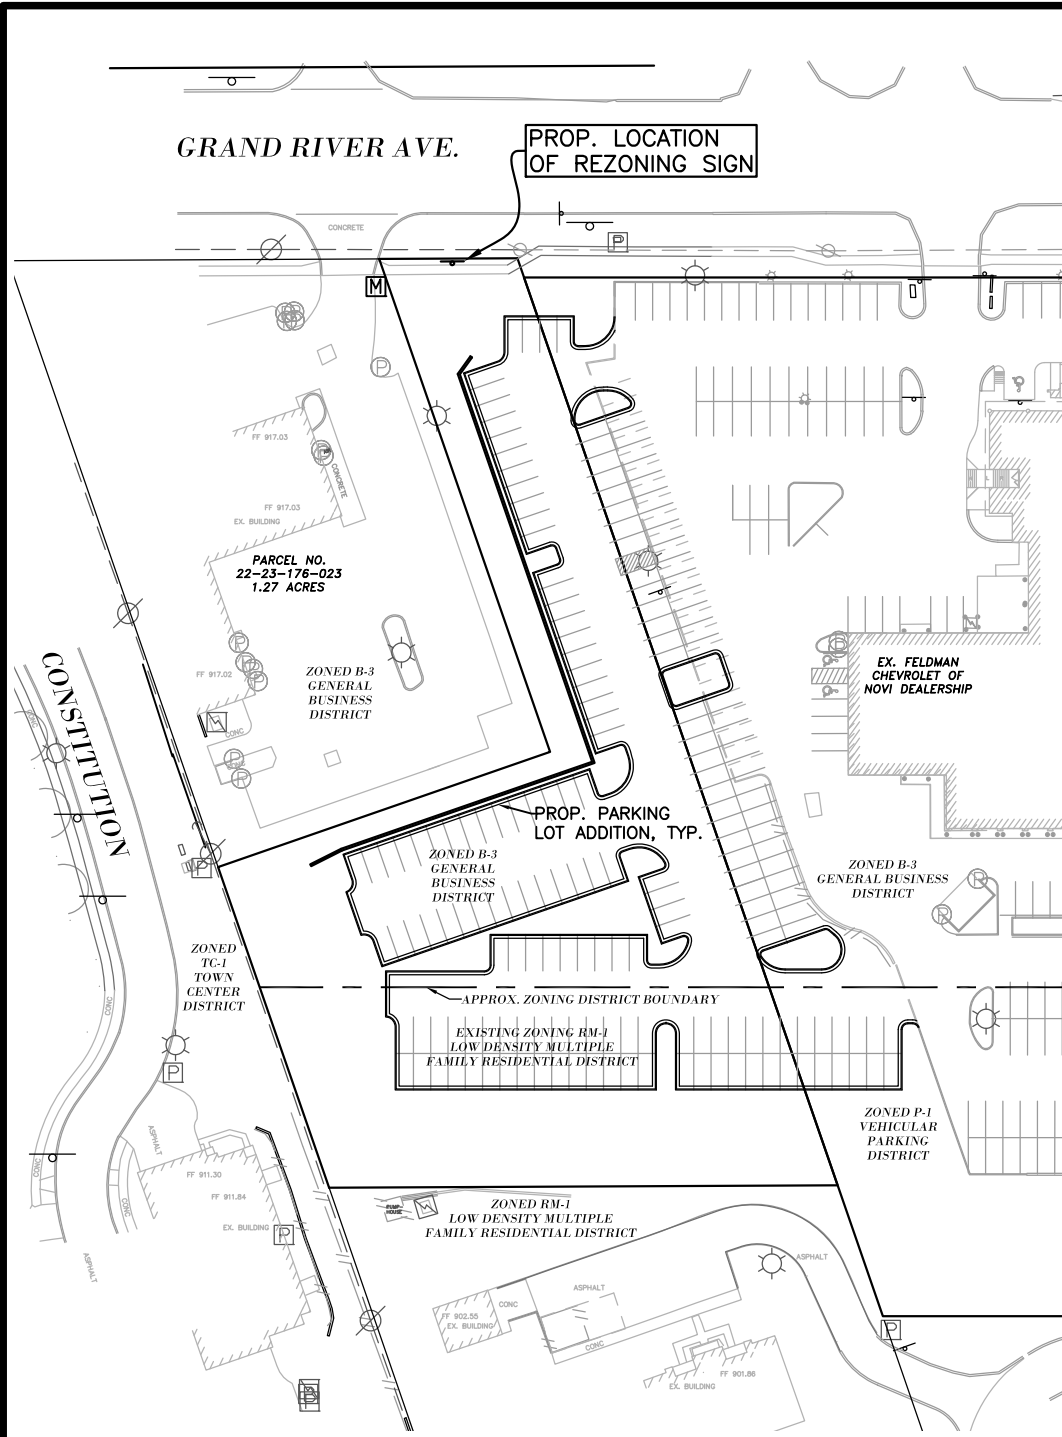 GRAND RIVER AVE.
PROP. LOCATION
OF REZONING SIGN
CONCRETE
P
M
P
FF 917.03
CONCRETE
FF 917.03
EX. BUILDING
PARCEL NO.
22-23-176-023
1.27 ACRES
EX. FELDMAN
CHEVROLET OF
NOVI DEALERSHIP
P
FF 917.02
ZONED B-3
GENERAL
BUSINESS
DISTRICT
CONSTITUTION
CONC
CONC
P
P
PROP. PARKING
LOT ADDITION, TYP.
P
ZONED B-3
GENERAL
BUSINESS
DISTRICT
ZONED B-3
GENERAL BUSINESS
DISTRICT
P
P
ZONED
TC-1
TOWN
CENTER
DISTRICT
CONC
APPROX. ZONING DISTRICT BOUNDARY
EXISTING ZONING RM-1
LOW DENSITY MULTIPLE
FAMILY RESIDENTIAL DISTRICT
P
ZONED P-1
VEHICULAR
PARKING
DISTRICT
ASPHALT
CONC
FF 911.30
FF 911.84
CONC
EX. BUILDING
P
PUMP-
HOUSE
ZONED RM-1
LOW DENSITY MULTIPLE
FAMILY RESIDENTIAL DISTRICT
ASPHALT
ASPHALT
ASPHALT
CONC
FF 902.55
EX. BUILDING
CONC
P
FF 901.86
EX. BUILDING
B